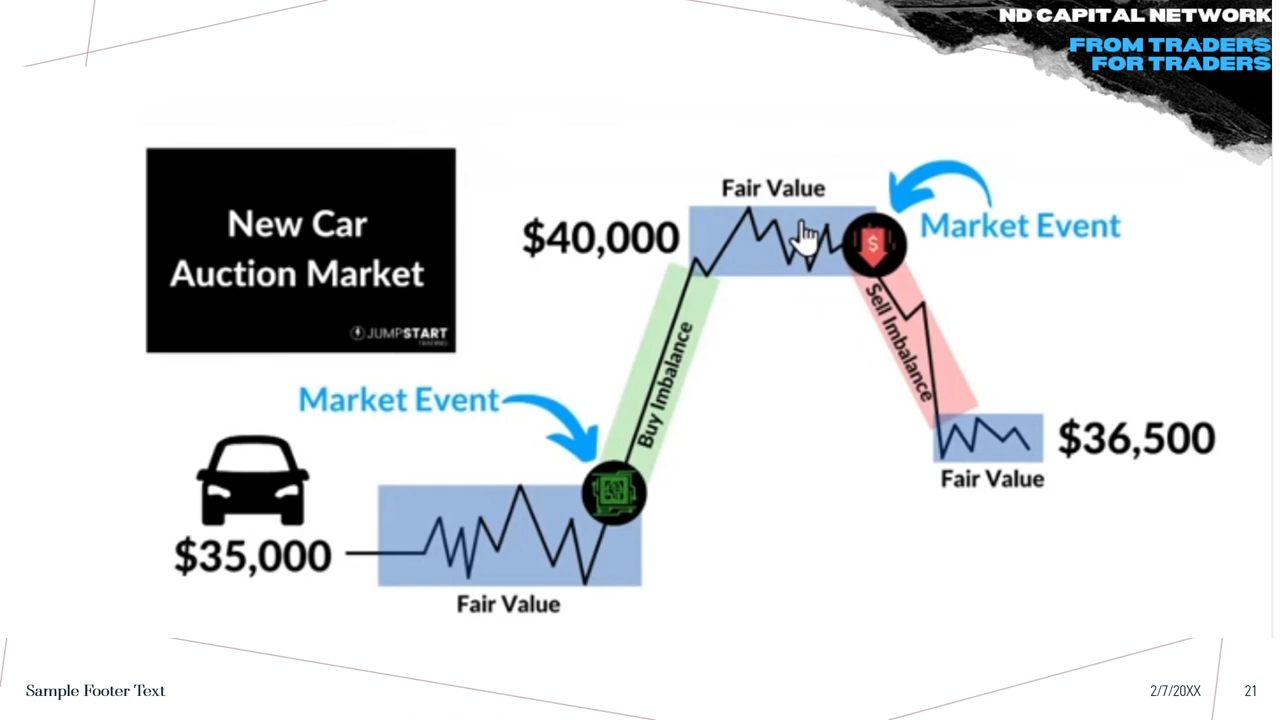 ND CAPITAL NETWORK
FROM TRADERS
FOR TRADERS
New Car
Auction Market
JUMPSTART
TRADING
Fair Value
$40,000
Market Event
$
Sell Imbalance
Buy Imbalance
Market Event
$36,500
Fair Value
$35,000
Fair Value
Sample Footer Text
2/7/20XX
21